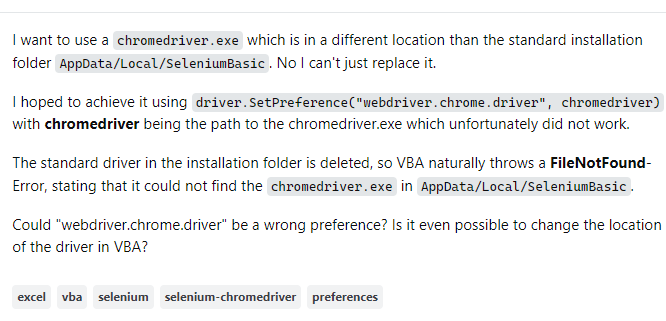 I want to use a chromedriver.exe which is in a different location than the standard installation
folder AppData/Local/SeleniumBasic. No I can't just replace it.
I hoped to achieve it using driver.SetPreference("webdriver.chrome.driver", chromedriver)
with chromedriver being the path to the chromedriver.exe which unfortunately did not work.
The standard driver in the installation folder is deleted, so VBA naturally throws a FileNotFound-
Error, stating that it could not find the chromedriver.exe in AppData/Local/SeleniumBasic.
Could "webdriver.chrome.driver" be a wrong preference? Is it even possible to change the location
of the driver in VBA?
excel vba selenium selenium-chromedriver preferences